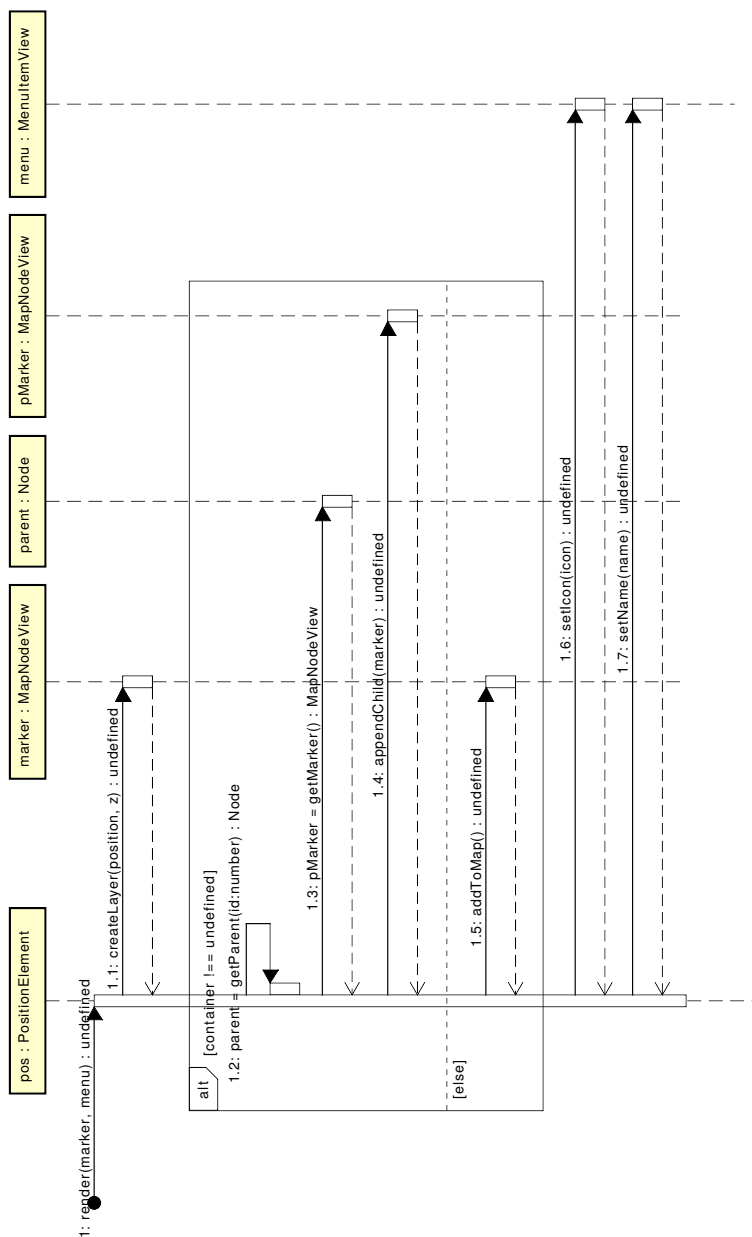 pos : PositionElement
marker : MapNodeView
parent : Node
pMarker : MapNodeView
menu : MenuItemView
1: render(marker, menu) : undefined
1.1: createLayer(position, z) : undefined
alt
[container !== undefined]
1.2: parent = getParent(id:number) : Node
1.3: pMarker = getMarker() : MapNodeView
1.4: appendChild(marker) : undefined
[else]
1.5: addToMap() : undefined
1.6: setIcon(icon) : undefined
1.7: setName(name) : undefined